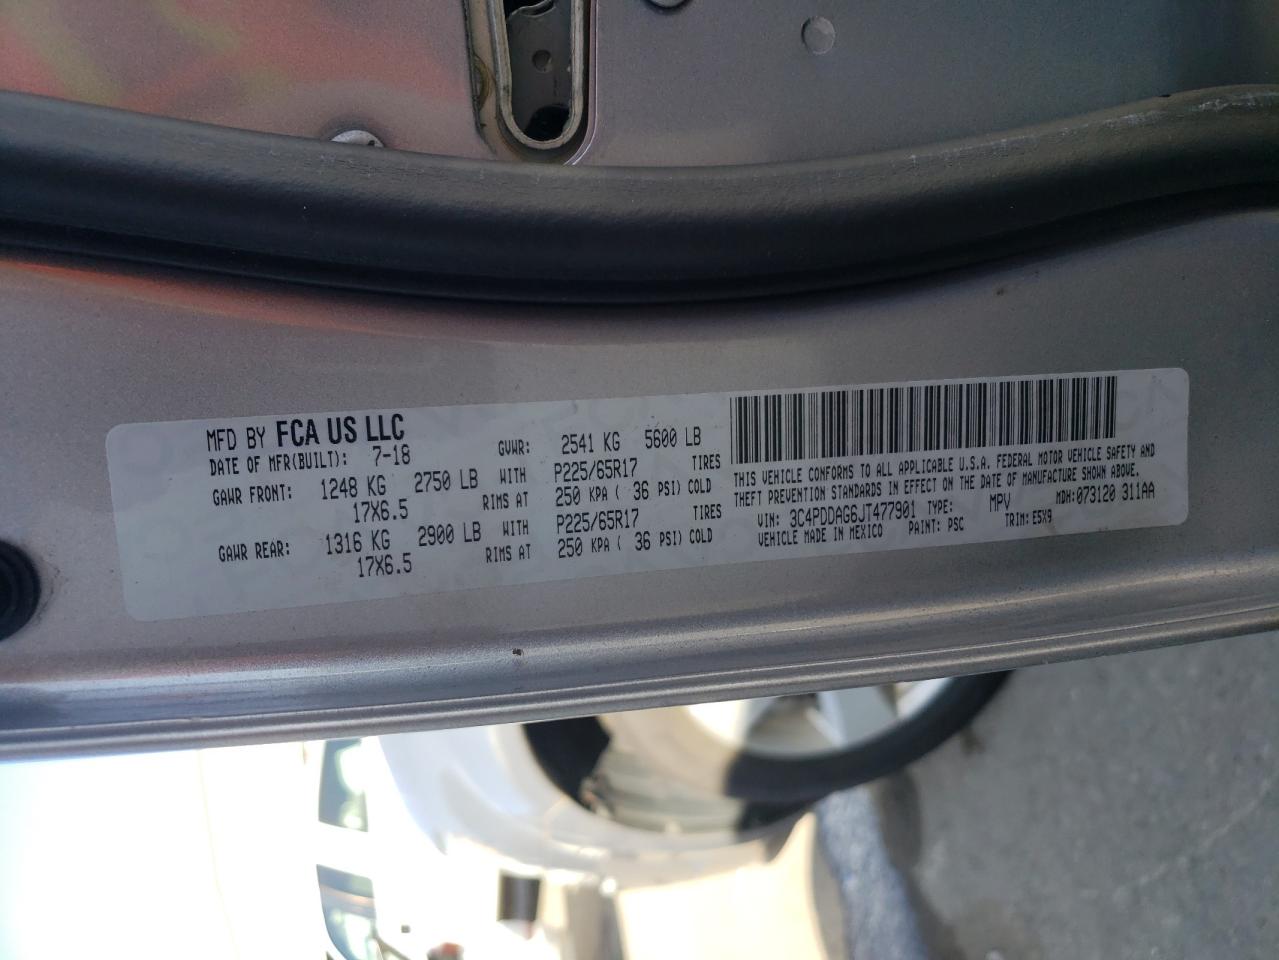 MFD BY FCA US LLC
DATE OF MFR(BUILT): 7-18 GVWR: 2541 KG 5600 LB
GAWR FRONT: 1248 KG 2750 LB WITH P225/65R17 TIRES
17X6.5 RIMS AT 250 KPA ( 36 PSI) COLD
GAWR REAR: 1316 KG 2900 LB WITH P225/65R17 TIRES
17X6.5 RIMS AT 250 KPA ( 36 PSI) COLD
THIS VEHICLE CONFORMS TO ALL APPLICABLE U.S.A. FEDERAL MOTOR VEHICLE SAFETY AND
THEFT PREVENTION STANDARDS IN EFFECT ON THE DATE OF MANUFACTURE SHOWN ABOVE.
VIN: 3C4PDDAG6JT477901 TYPE: MPV MDH: 073120 311AA
VEHICLE MADE IN MEXICO PAINT: PSC TRIM: E5X9